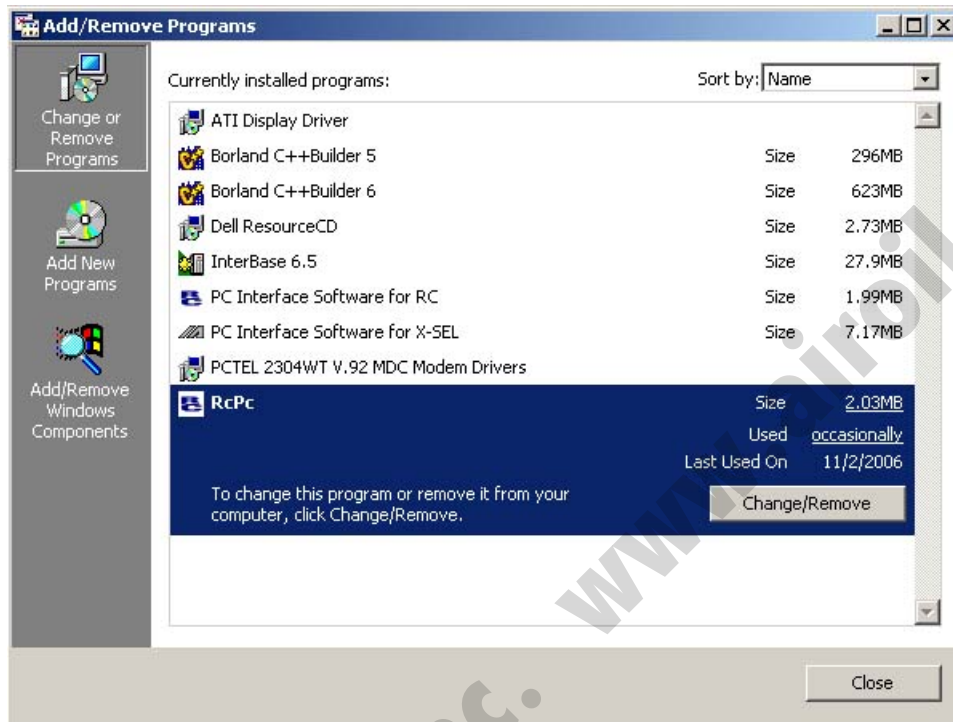 Add/Remove Programs
Change or
Remove
Programs
Add New
Programs
Add/Remove
Windows
Components
Currently installed programs:
Sort by: Name
ATI Display Driver
Borland C++Builder 5 Size 296MB
Borland C++Builder 6 Size 623MB
Dell ResourceCD Size 2.73MB
InterBase 6.5 Size 27.9MB
PC Interface Software for RC Size 1.99MB
PC Interface Software for X-SEL Size 7.17MB
PCTEL 2304WT V.92 MDC Modem Drivers
RcPc Size 2.03MB
Used occasionally
Last Used On 11/2/2006
To change this program or remove it from your
computer, click Change/Remove.
Change/Remove
Close
c. www.airoil